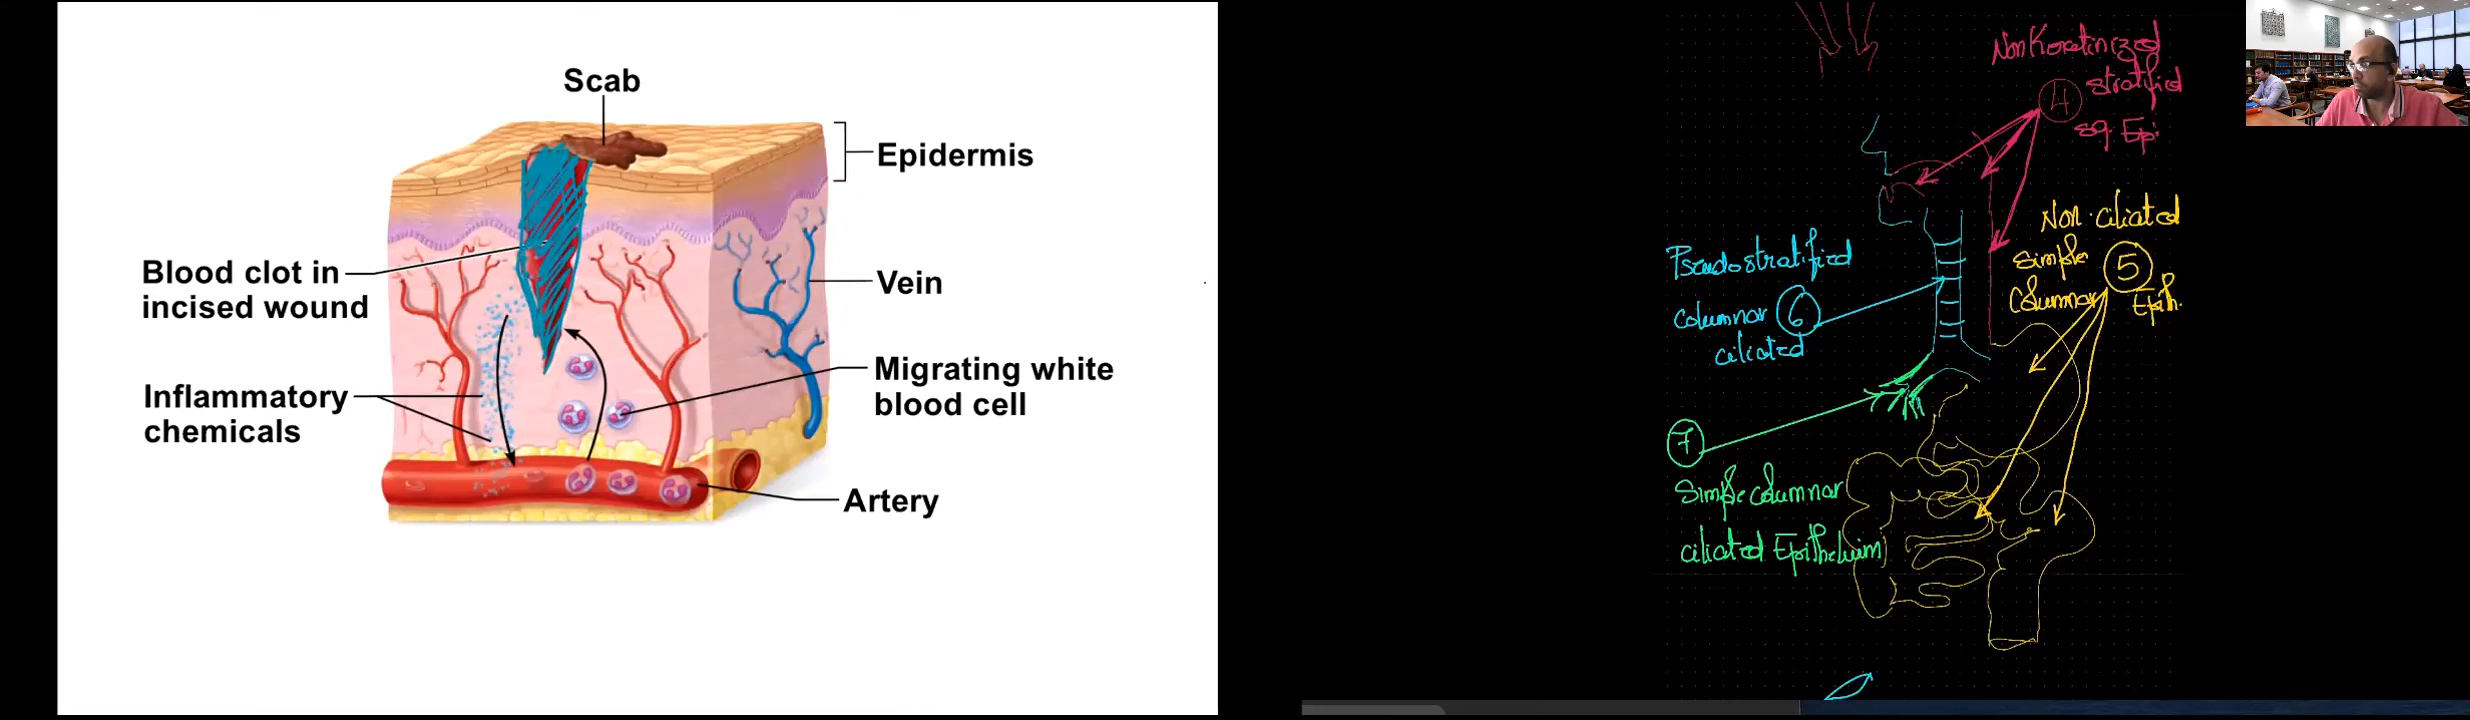 Scab
Epidermis
Blood clot in
incised wound
Vein
Inflammatory
chemicals
Migrating white
blood cell
Artery
Non Keratinized
4 stratified
sq. Epi
Non ciliated
Simple 5
Columnar Epith.
Pseudostratified
columnar 6
ciliated
7
Simple columnar
ciliated Epithelium